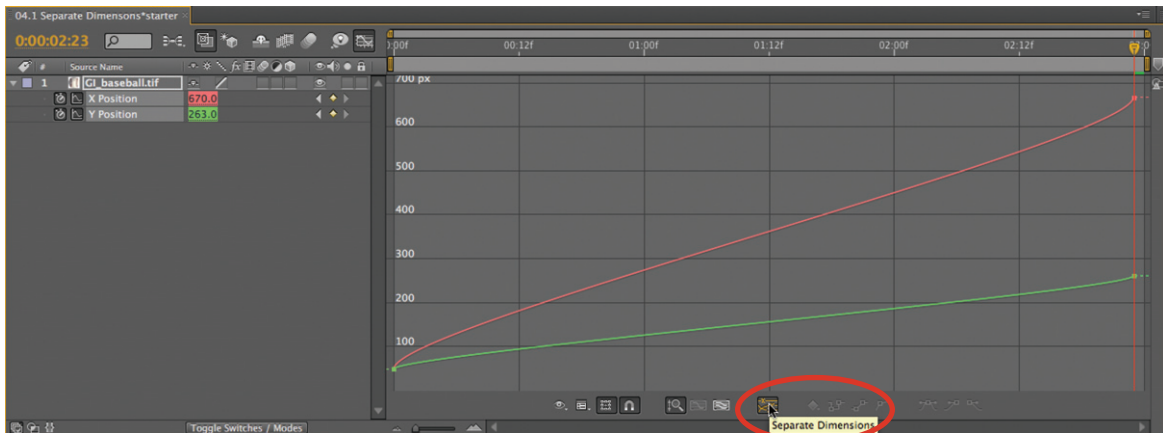 04.1 Separate Dimensons*starter
0:00:02:23
00:12f
01:00f
01:12f
02:00f
02:12f
# Source Name
1 GI_baseball.tif
X Position 670.0
Y Position 263.0
700 px
600
500
400
300
200
100
Separate Dimensions
Toggle Switches / Modes